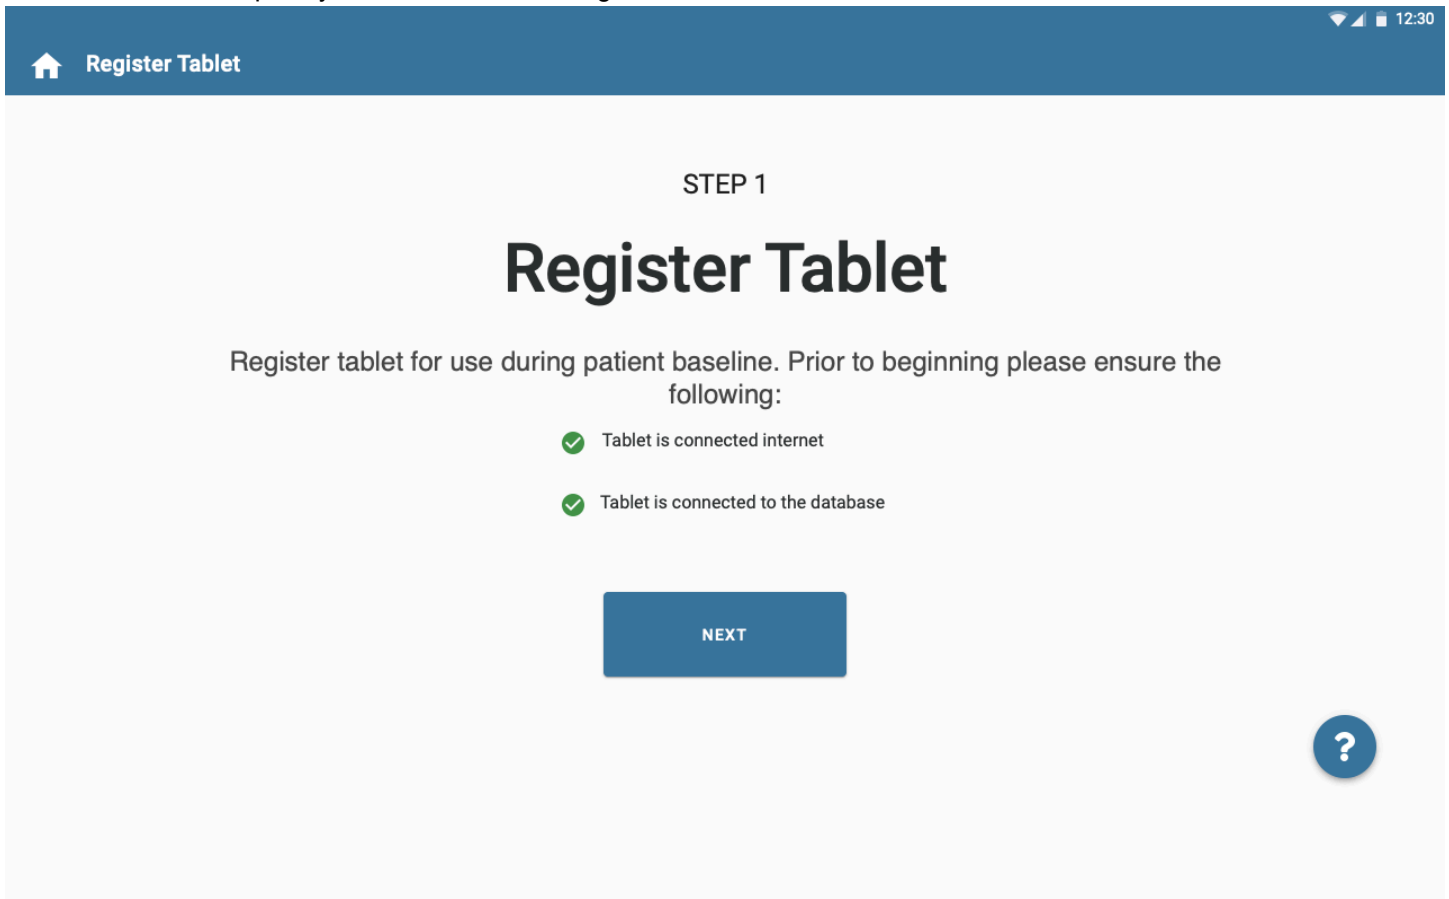 12:30
Register Tablet
STEP 1
Register Tablet
Register tablet for use during patient baseline. Prior to beginning please ensure the
following:
Tablet is connected internet
Tablet is connected to the database
NEXT
?